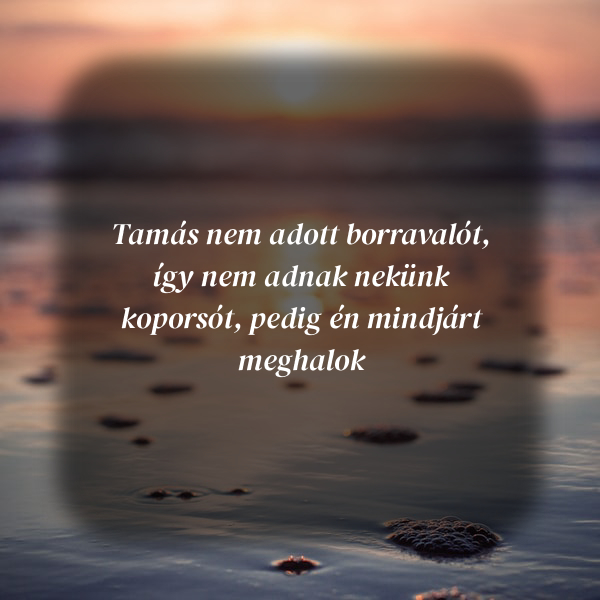 Tamás nem adott borravalót,
így nem adnak nekünk
koporsót, pedig én mindjárt
meghalok